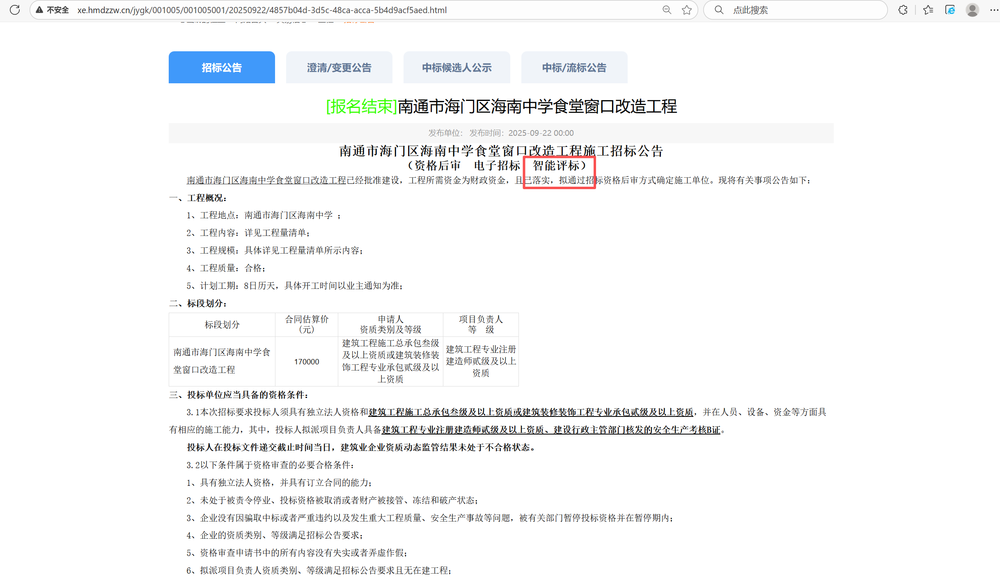 不安全 xe.hmdzzw.cn/jygk/001005/001005001/20250922/4857b04d-3d5c-48ca-acca-5b4d9acf5aed.html 点此搜索
招标公告 澄清/变更公告 中标候选人公示 中标/流标公告
[报名结束]南通市海门区海南中学食堂窗口改造工程
发布单位： 发布时间：2025-09-22 00:00
南通市海门区海南中学食堂窗口改造工程施工招标公告
（资格后审 电子招标 智能评标）
南通市海门区海南中学食堂窗口改造工程已经批准建设，工程所需资金为财政资金，且已落实，拟通过招标资格后审方式确定施工单位。现将有关事项公告如下：
一、工程概况：
1、工程地点：南通市海门区海南中学 ；
2、工程内容：详见工程量清单；
3、工程规模：具体详见工程量清单所示内容；
4、工程质量：合格；
5、计划工期：8日历天，具体开工时间以业主通知为准；
二、标段划分：
标段划分 合同估算价（元） 申请人资质类别及等级 项目负责人等 级
南通市海门区海南中学食堂窗口改造工程 170000 建筑工程施工总承包叁级及以上资质或建筑装修装饰工程专业承包贰级及以上资质 建筑工程专业注册建造师贰级及以上资质
三、投标单位应当具备的资格条件：
3.1本次招标要求投标人须具有独立法人资格和建筑工程施工总承包叁级及以上资质或建筑装修装饰工程专业承包贰级及以上资质，并在人员、设备、资金等方面具
有相应的施工能力，其中，投标人拟派项目负责人具备建筑工程专业注册建造师贰级及以上资质、建设行政主管部门核发的安全生产考核B证。
投标人在投标文件递交截止时间当日，建筑业企业资质动态监管结果未处于不合格状态。
3.2以下条件属于资格审查的必要合格条件：
1、具有独立法人资格，并具有订立合同的能力；
2、未处于被责令停业、投标资格被取消或者财产被接管、冻结和破产状态；
3、企业没有因骗取中标或者严重违约以及发生重大工程质量、安全生产事故等问题，被有关部门暂停投标资格并在暂停期内；
4、企业的资质类别、等级满足招标公告要求；
5、资格审查申请书中的所有内容没有失实或者弄虚作假；
6、拟派项目负责人资质类别、等级满足招标公告要求且无在建工程；